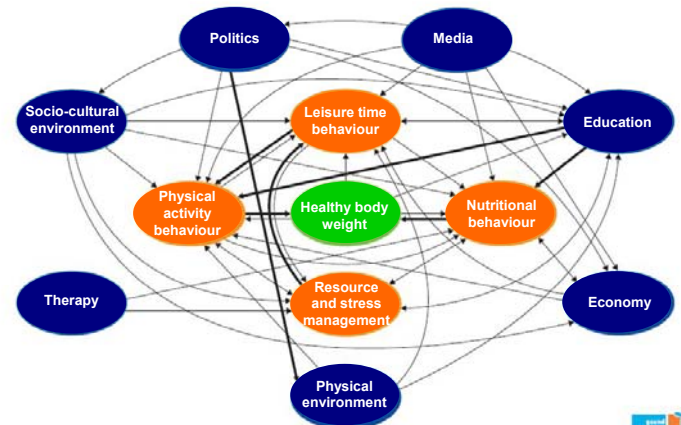 Politics
Media
Socio-cultural
environment
Leisure time
behaviour
Education
Physical
activity
behaviour
Healthy body
weight
Nutritional
behaviour
Therapy
Resource
and stress
management
Economy
Physical
environment